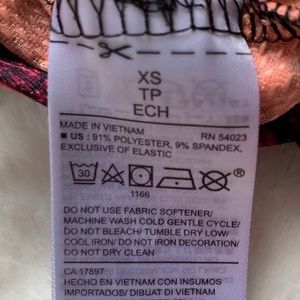 XS
TP
ECH
MADE IN VIETNAM RN 54023
■ US : 91% POLYESTER, 9% SPANDEX,
EXCLUSIVE OF ELASTIC
30 ®
1166
DO NOT USE FABRIC SOFTENER/
MACHINE WASH COLD GENTLE CYCLE/
DO NOT BLEACH/ TUMBLE DRY LOW/
COOL IRON/ DO NOT IRON DECORATION/
DO NOT DRY CLEAN
CA 17897
HECHO EN VIETNAM CON INSUMOS
IMPORTADOS/ DIBUAT DI VIETNAM